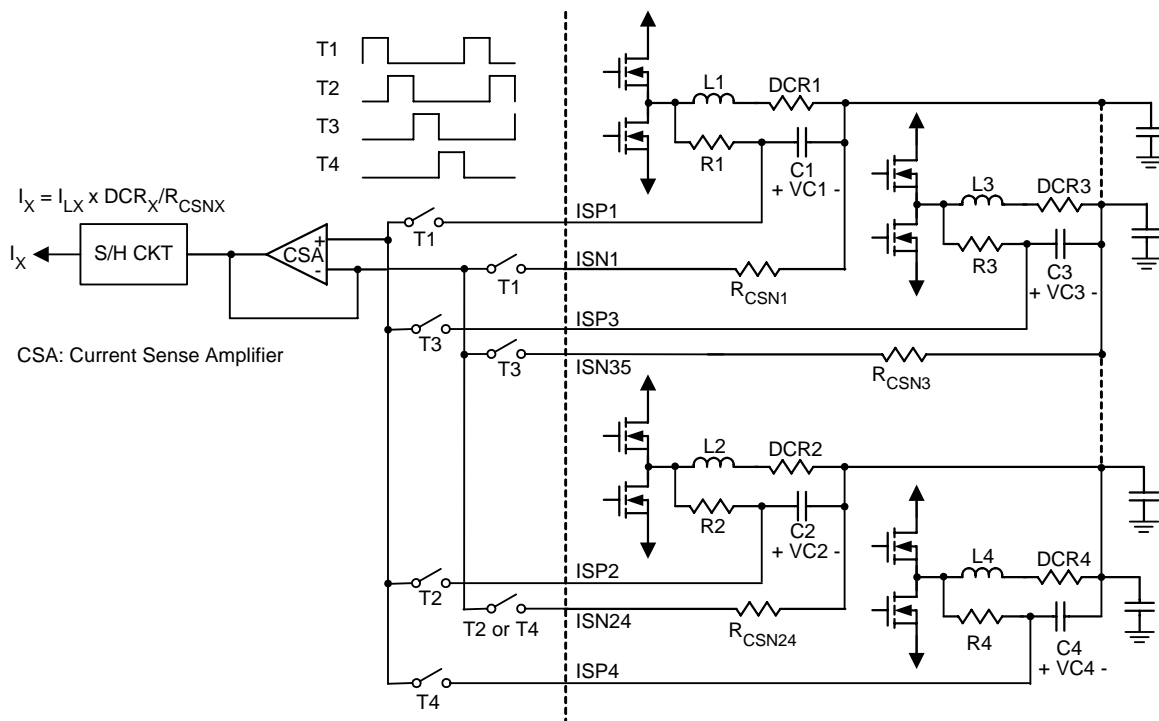 T1
T2
T3
T4
I_X = I_LX x DCR_X/R_CSNX
I_X
S/H CKT
CSA
+
-
CSA: Current Sense Amplifier
T1
ISP1
T1
ISN1
R_CSN1
T3
ISP3
T3
ISN35
R_CSN3
T2
ISP2
T2 or T4
ISN24
R_CSN24
T4
ISP4
L1
DCR1
R1
C1
+ VC1 -
L3
DCR3
R3
C3
+ VC3 -
L2
DCR2
R2
C2
+ VC2 -
L4
DCR4
R4
C4
+ VC4 -